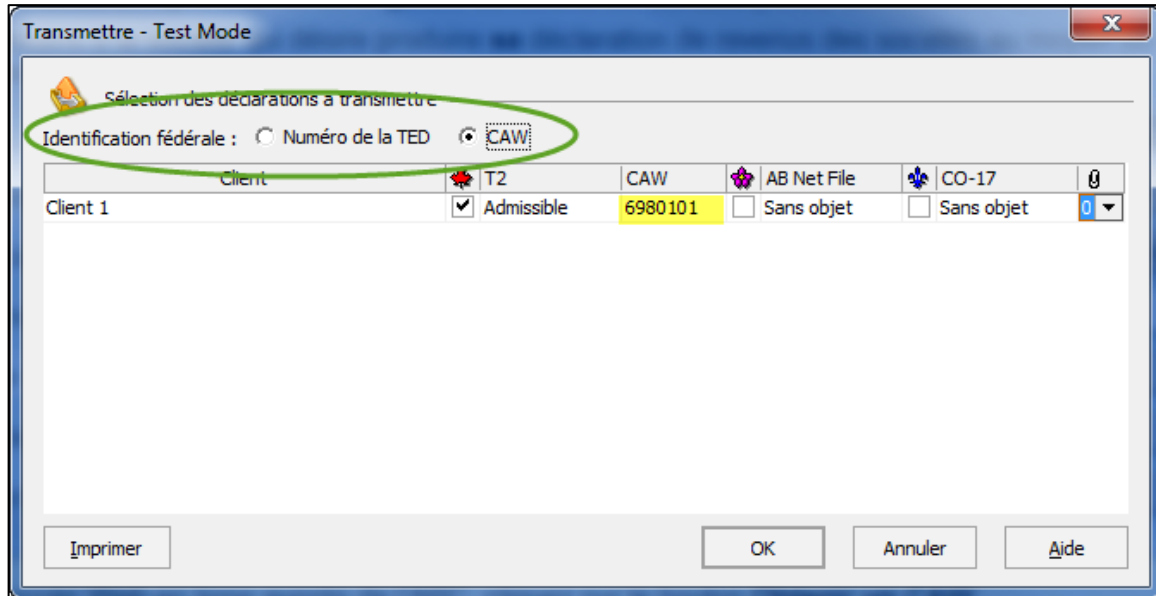 Transmettre - Test Mode
Sélection des déclarations à transmettre
Identification fédérale : Numéro de la TED CAW
Client T2 CAW AB Net File CO-17
Client 1 Admissible 6980101 Sans objet Sans objet 0
Imprimer OK Annuler Aide